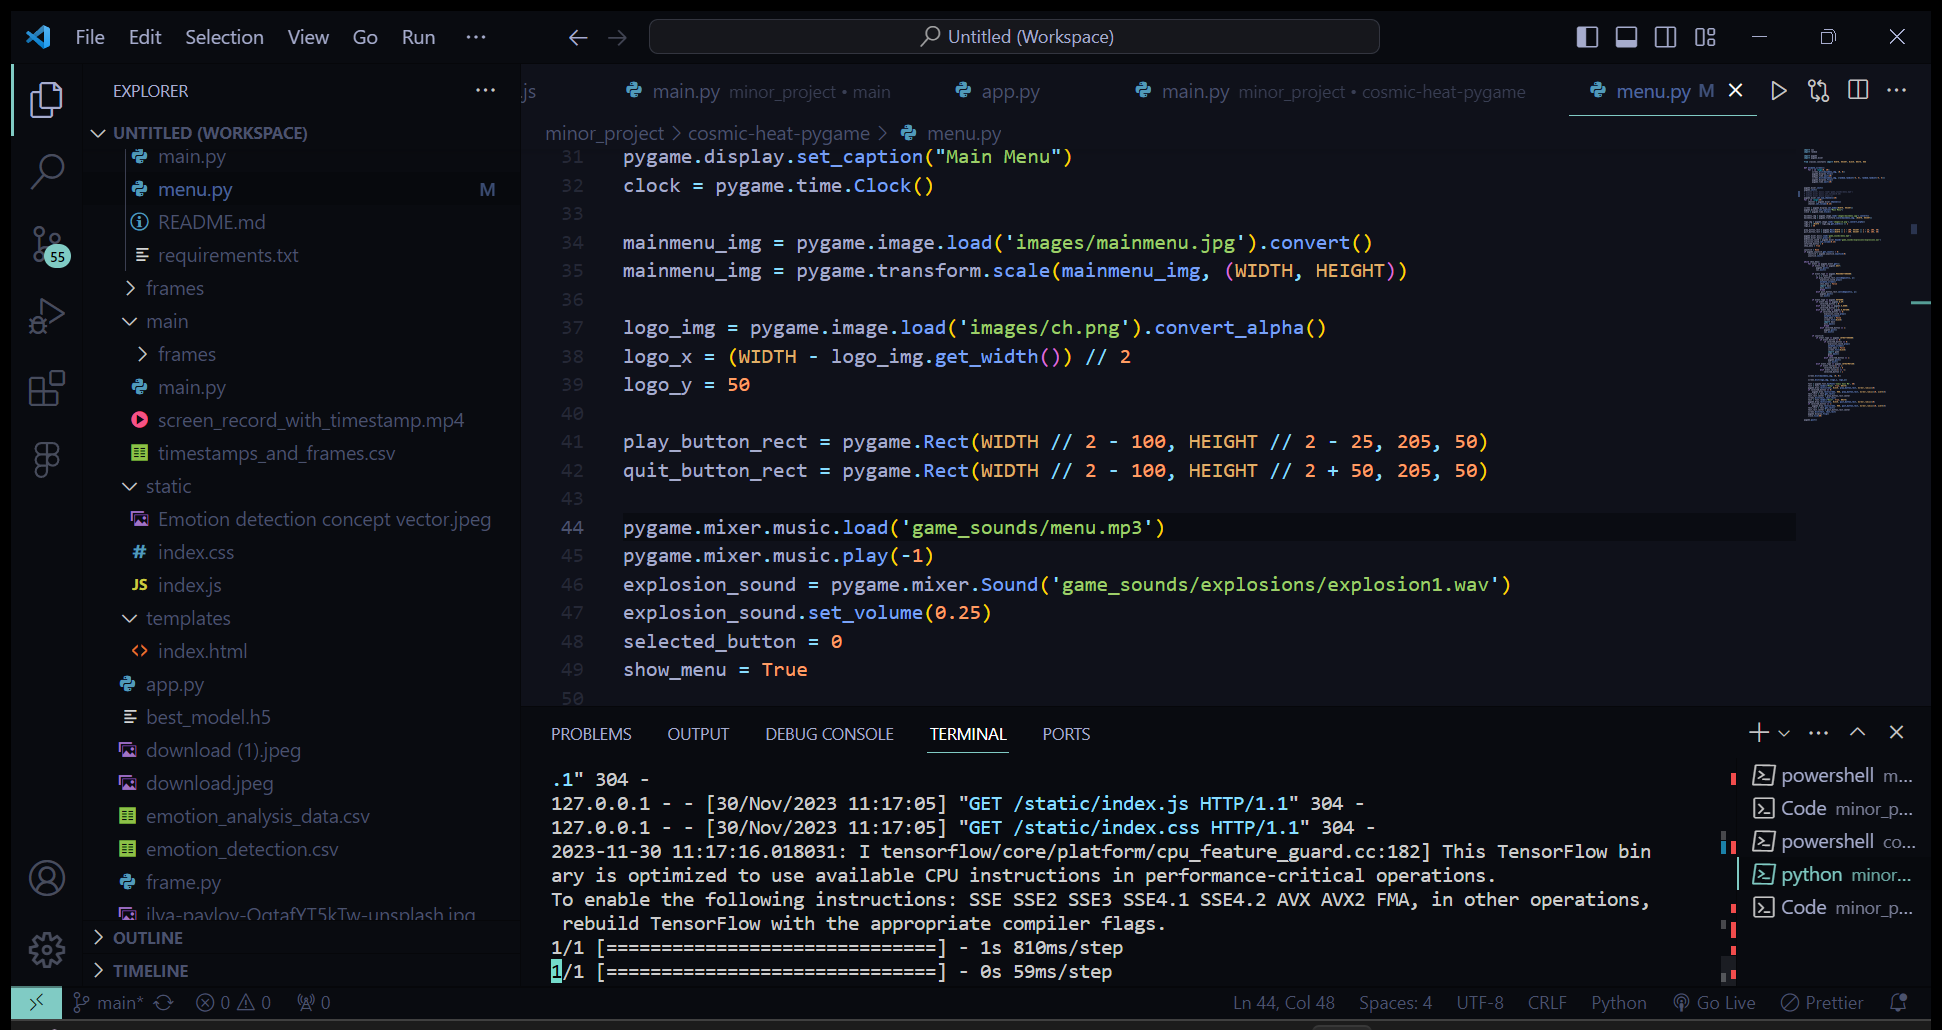 File Edit Selection View Go Run ··· Untitled (Workspace)
EXPLORER ···
UNTITLED (WORKSPACE)
main.py
menu.py M
README.md
requirements.txt
frames
main
frames
main.py
screen_record_with_timestamp.mp4
timestamps_and_frames.csv
static
Emotion detection concept vector.jpeg
# index.css
JS index.js
templates
<> index.html
app.py
best_model.h5
download (1).jpeg
download.jpeg
emotion_analysis_data.csv
emotion_detection.csv
frame.py
ilya-pavlov-OqtafYT5kTw-unsplash.jpg
OUTLINE
TIMELINE
55
.js main.py minor_project • main app.py main.py minor_project • cosmic-heat-pygame menu.py M
minor_project > cosmic-heat-pygame > menu.py
31 pygame.display.set_caption("Main Menu")
32 clock = pygame.time.Clock()
33
34 mainmenu_img = pygame.image.load('images/mainmenu.jpg').convert()
35 mainmenu_img = pygame.transform.scale(mainmenu_img, (WIDTH, HEIGHT))
36
37 logo_img = pygame.image.load('images/ch.png').convert_alpha()
38 logo_x = (WIDTH - logo_img.get_width()) // 2
39 logo_y = 50
40
41 play_button_rect = pygame.Rect(WIDTH // 2 - 100, HEIGHT // 2 - 25, 205, 50)
42 quit_button_rect = pygame.Rect(WIDTH // 2 - 100, HEIGHT // 2 + 50, 205, 50)
43
44 pygame.mixer.music.load('game_sounds/menu.mp3')
45 pygame.mixer.music.play(-1)
46 explosion_sound = pygame.mixer.Sound('game_sounds/explosions/explosion1.wav')
47 explosion_sound.set_volume(0.25)
48 selected_button = 0
49 show_menu = True
50
PROBLEMS OUTPUT DEBUG CONSOLE TERMINAL PORTS
.1" 304 -
127.0.0.1 - - [30/Nov/2023 11:17:05] "GET /static/index.js HTTP/1.1" 304 -
127.0.0.1 - - [30/Nov/2023 11:17:05] "GET /static/index.css HTTP/1.1" 304 -
2023-11-30 11:17:16.018031: I tensorflow/core/platform/cpu_feature_guard.cc:182] This TensorFlow bin
ary is optimized to use available CPU instructions in performance-critical operations.
To enable the following instructions: SSE SSE2 SSE3 SSE4.1 SSE4.2 AVX AVX2 FMA, in other operations,
rebuild TensorFlow with the appropriate compiler flags.
1/1 [==============================] - 1s 810ms/step
1/1 [==============================] - 0s 59ms/step
powershell m...
Code minor_p...
powershell co...
python minor...
Code minor_p...
main* 0 0 0 Ln 44, Col 48 Spaces: 4 UTF-8 CRLF Python Go Live Prettier